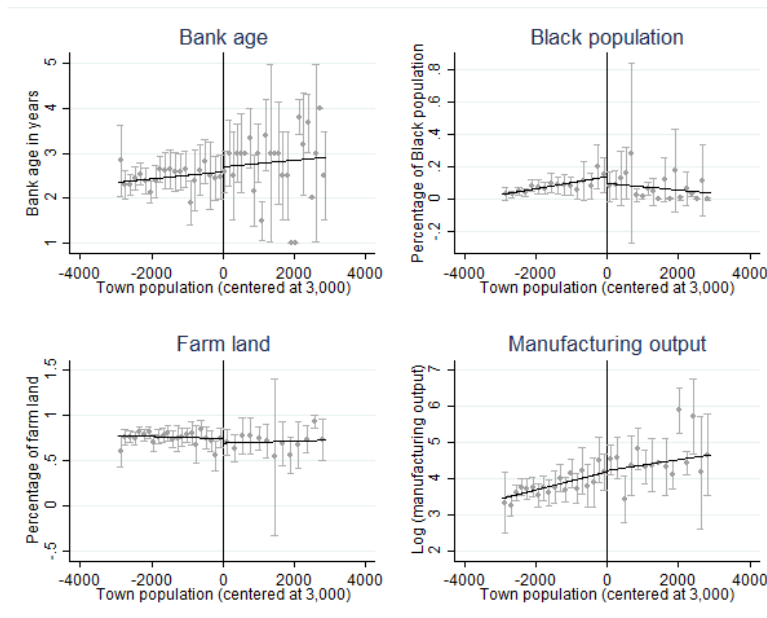 Bank age
Bank age in years
5
4
3
2
1
-4000 -2000 0 2000 4000
Town population (centered at 3,000)
Black population
Percentage of Black population
.8
.6
.4
.2
0
-.2
-4000 -2000 0 2000 4000
Town population (centered at 3,000)
Farm land
Percentage of farm land
1.5
1
.5
0
-.5
-4000 -2000 0 2000 4000
Town population (centered at 3,000)
Manufacturing output
Log (manufacturing output)
7
6
5
4
3
2
-4000 -2000 0 2000 4000
Town population (centered at 3,000)